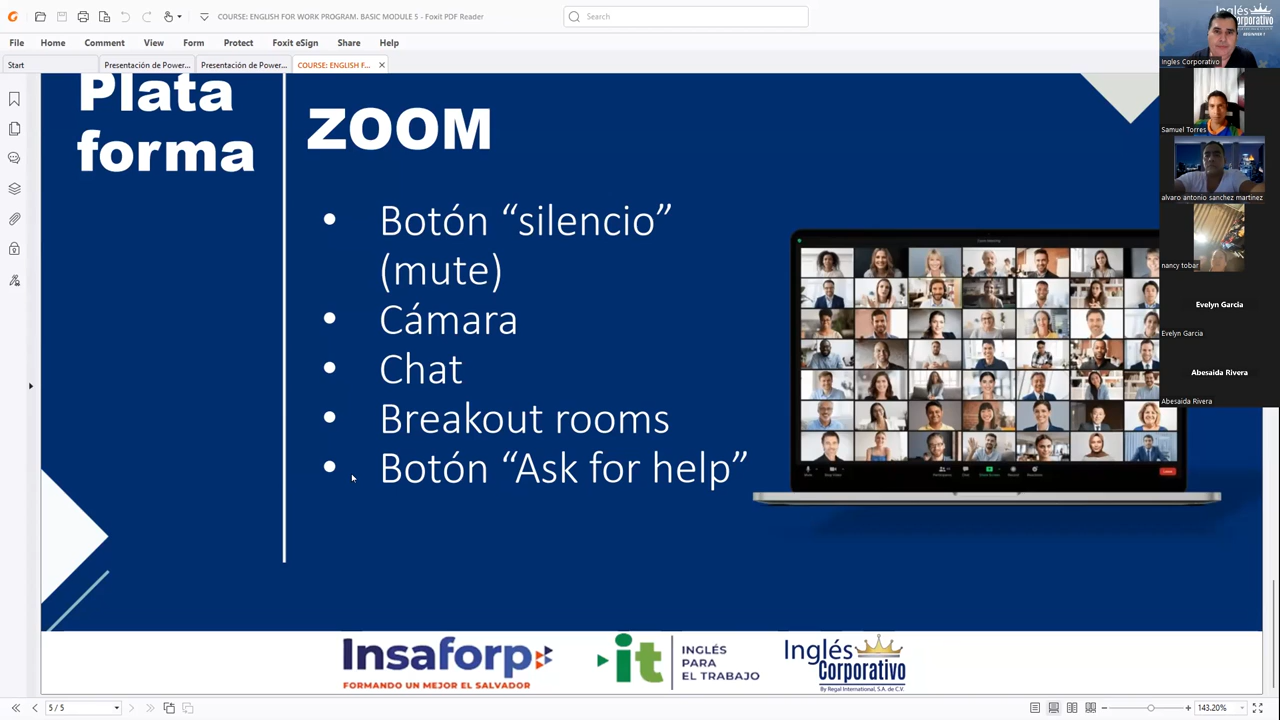 COURSE: ENGLISH FOR WORK PROGRAM. BASIC MODULE 5 - Foxit PDF Reader
Search
File Home Comment View Form Protect Foxit eSign Share Help
Start
Presentación de Power...
Presentación de Power...
COURSE: ENGLISH F...
Plata
forma
ZOOM
• Botón “silencio”
(mute)
• Cámara
• Chat
• Breakout rooms
• Botón “Ask for help”
Insaforp
FORMANDO UN MEJOR EL SALVADOR
it
INGLÉS
PARA
EL TRABAJO
Inglés
Corporativo
By Regal International, S.A. de C.V.
Inglés
Corporativo
Ingles Corporativo
Samuel Torres
alvaro antonio sanchez martinez
nancy tobar
Evelyn Garcia
Evelyn Garcia
Abesaida Rivera
Abesaida Rivera
5 / 5
143.20%